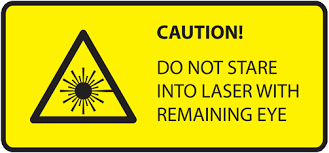 CAUTION!
DO NOT STARE
INTO LASER WITH
REMAINING EYE